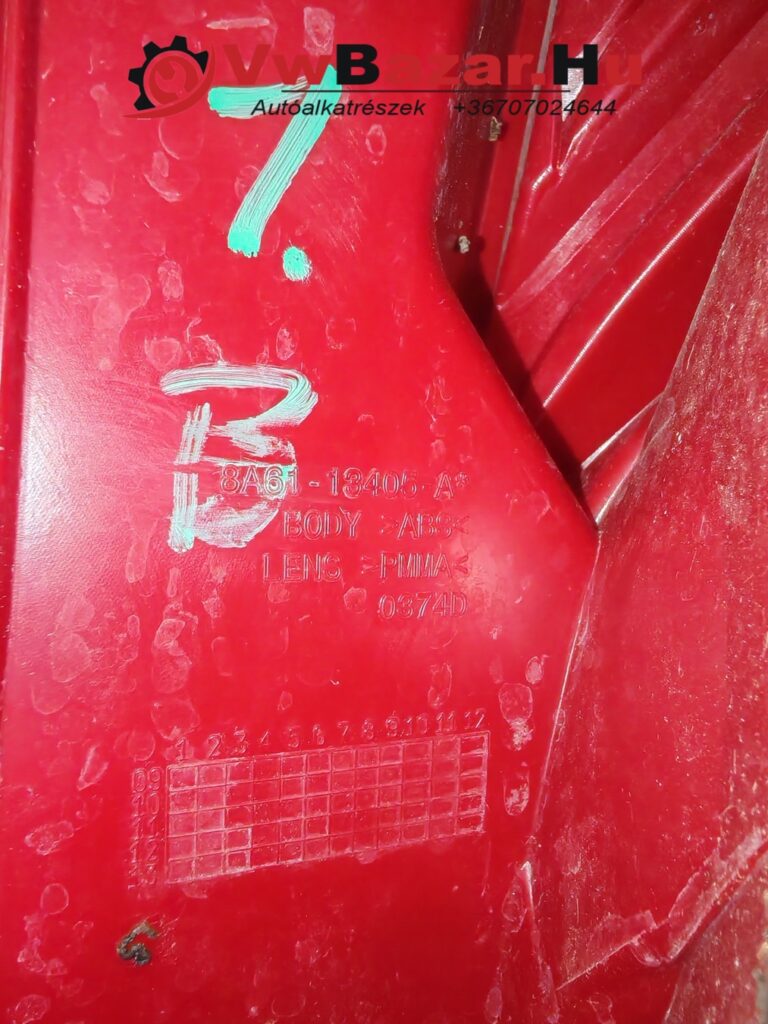 VwBazar.Hu
Autóalkatrészek +36707024644
7.
B
8A61-13405-A*
BODY >ABS<
LENS >PMMA<
0374D
1 2 3 4 5 6 7 8 9 10 11 12
09
10
11
12
13